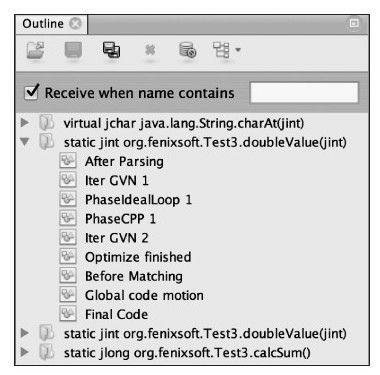 Outline
Receive when name contains
virtual jchar java.lang.String.charAt(jint)
static jint org.fenixsoft.Test3.doubleValue(jint)
After Parsing
Iter GVN 1
PhaseIdealLoop 1
PhaseCPP 1
Iter GVN 2
Optimize finished
Before Matching
Global code motion
Final Code
static jint org.fenixsoft.Test3.doubleValue(jint)
static jlong org.fenixsoft.Test3.calcSum()